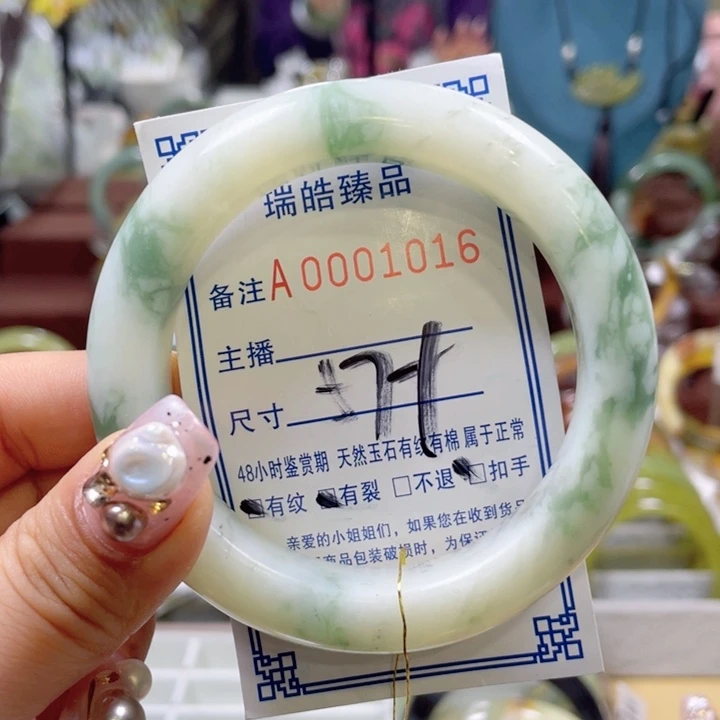 瑞皓臻品
备注A0001016
主播
尺寸
48小时鉴赏期 天然玉石有纹有棉属于正常
有纹 有裂 不退 扣手
亲爱的小姐姐们，如果您在收到货
商品包装破损时，为保